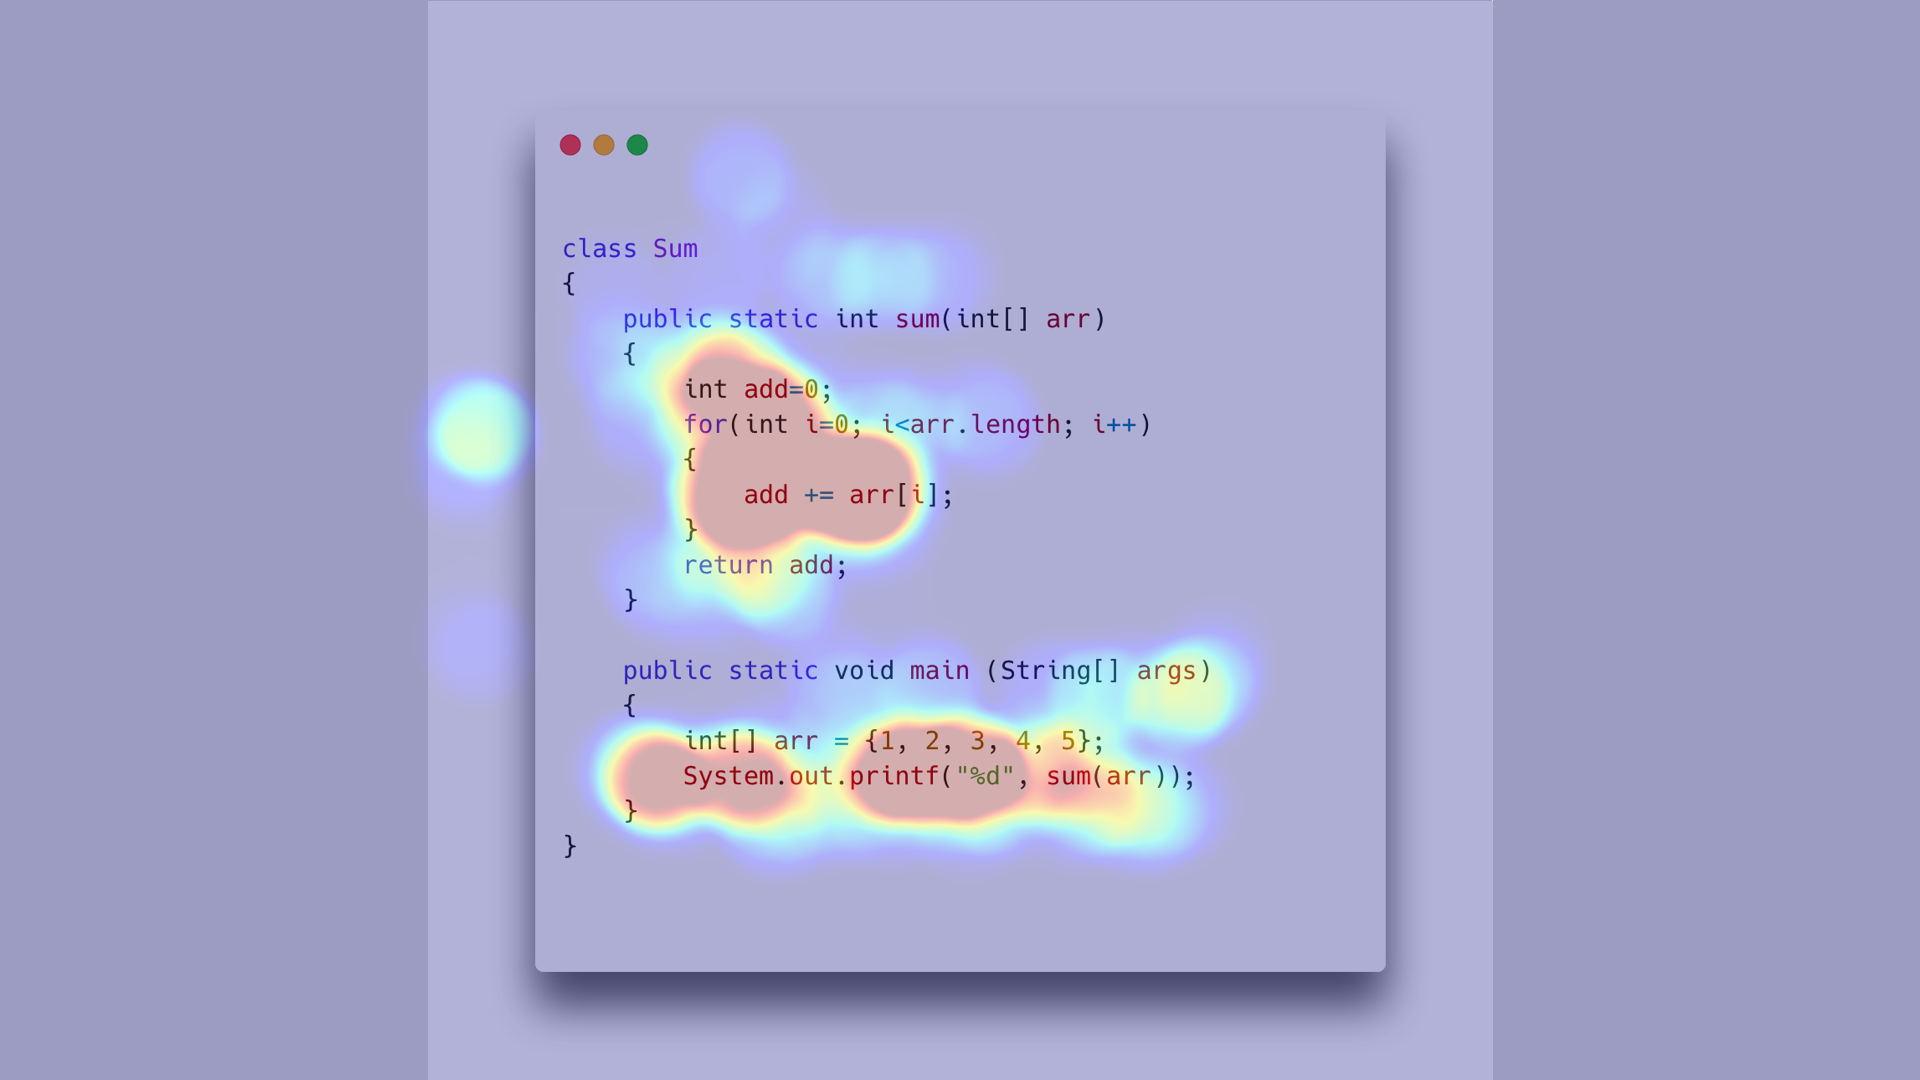 class Sum
{
    public static int sum(int[] arr)
    {
        int add=0;
        for(int i=0; i<arr.length; i++)
        {
            add += arr[i];
        }
        return add;
    }

    public static void main (String[] args)
    {
        int[] arr = {1, 2, 3, 4, 5};
        System.out.printf("%d", sum(arr));
    }
}